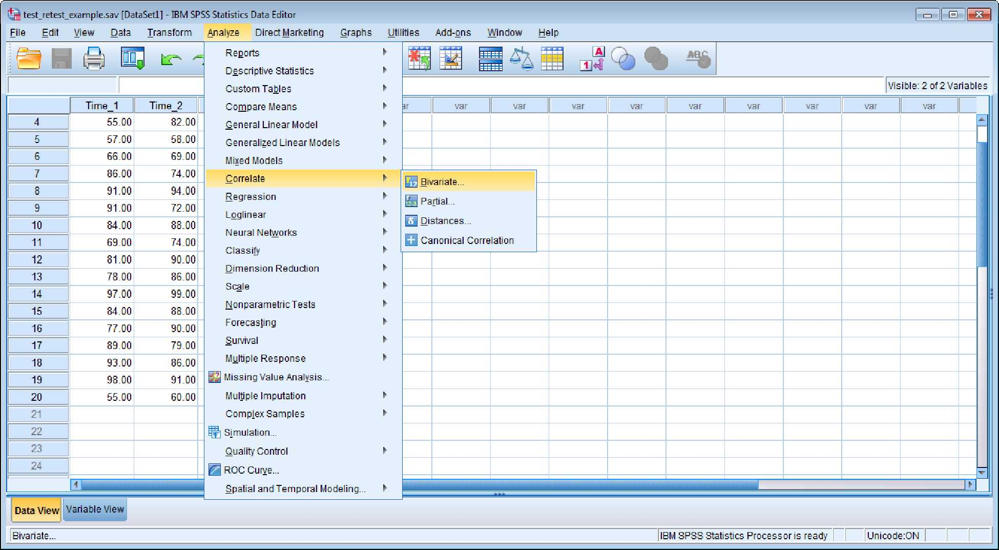 test_retest_example.sav [DataSet1] - IBM SPSS Statistics Data Editor
File Edit View Data Transform Analyze Direct Marketing Graphs Utilities Add-ons Window Help
A
1
ABC
Visible: 2 of 2 Variables
Time_1 Time_2 ar var var var var var var var var var
4 55.00 82.00
5 57.00 58.00
6 66.00 69.00
7 86.00 74.00
8 91.00 94.00
9 91.00 72.00
10 84.00 88.00
11 69.00 74.00
12 81.00 90.00
13 78.00 86.00
14 97.00 99.00
15 84.00 88.00
16 77.00 90.00
17 89.00 79.00
18 93.00 86.00
19 98.00 91.00
20 55.00 60.00
21
22
23
24
Reports
Descriptive Statistics
Custom Tables
Compare Means
General Linear Model
Generalized Linear Models
Mixed Models
Correlate
Regression
Loglinear
Neural Networks
Classify
Dimension Reduction
Scale
Nonparametric Tests
Forecasting
Survival
Multiple Response
Missing Value Analysis...
Multiple Imputation
Complex Samples
Simulation...
Quality Control
ROC Curve...
Spatial and Temporal Modeling...
Bivariate...
Partial...
Distances...
Canonical Correlation
Data View Variable View
Bivariate... IBM SPSS Statistics Processor is ready Unicode:ON